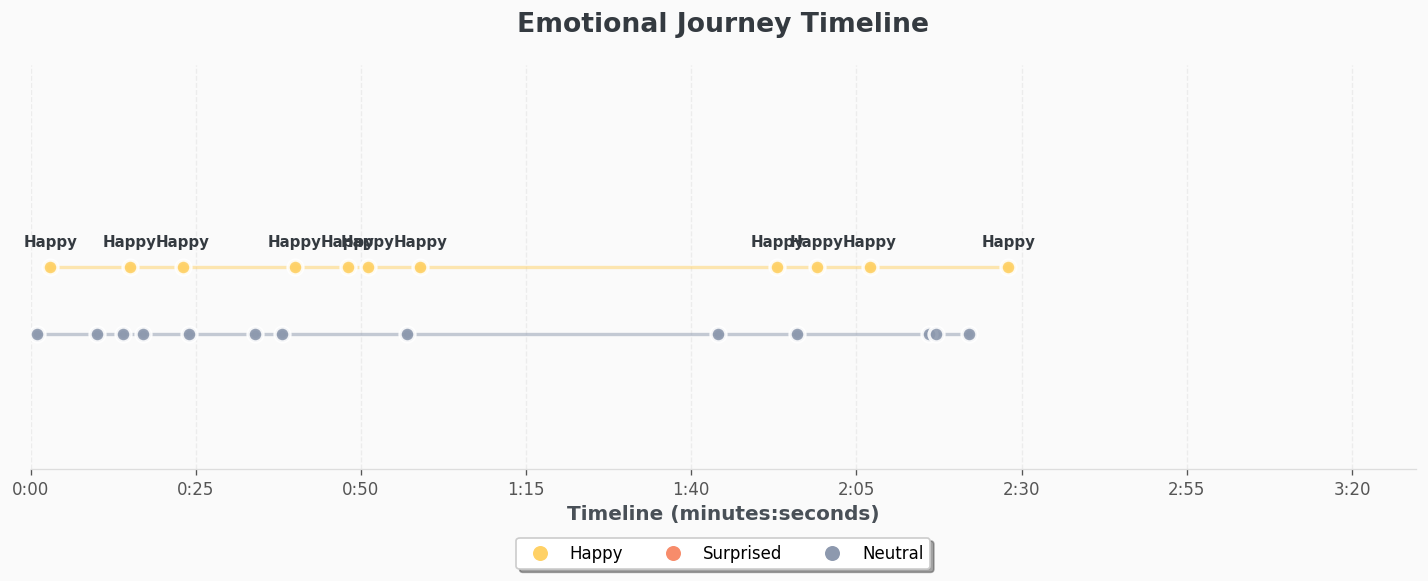 Emotional Journey Timeline
Happy Happy Happy Happy Happy Happy Happy Happy Happy Happy Happy
0:00 0:25 0:50 1:15 1:40 2:05 2:30 2:55 3:20
Timeline (minutes:seconds)
Happy Surprised Neutral